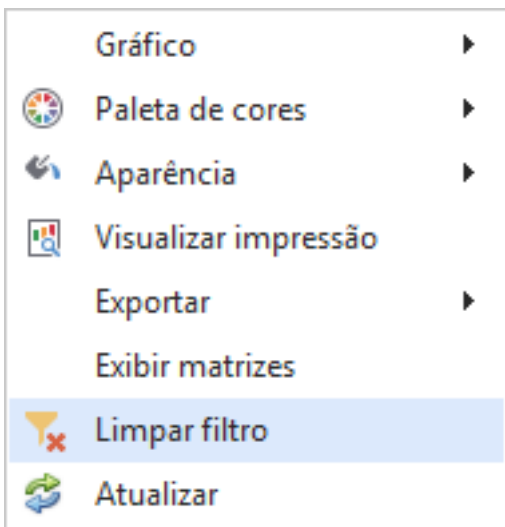 Gráfico
Paleta de cores
Aparência
Visualizar impressão
Exportar
Exibir matrizes
Limpar filtro
Atualizar